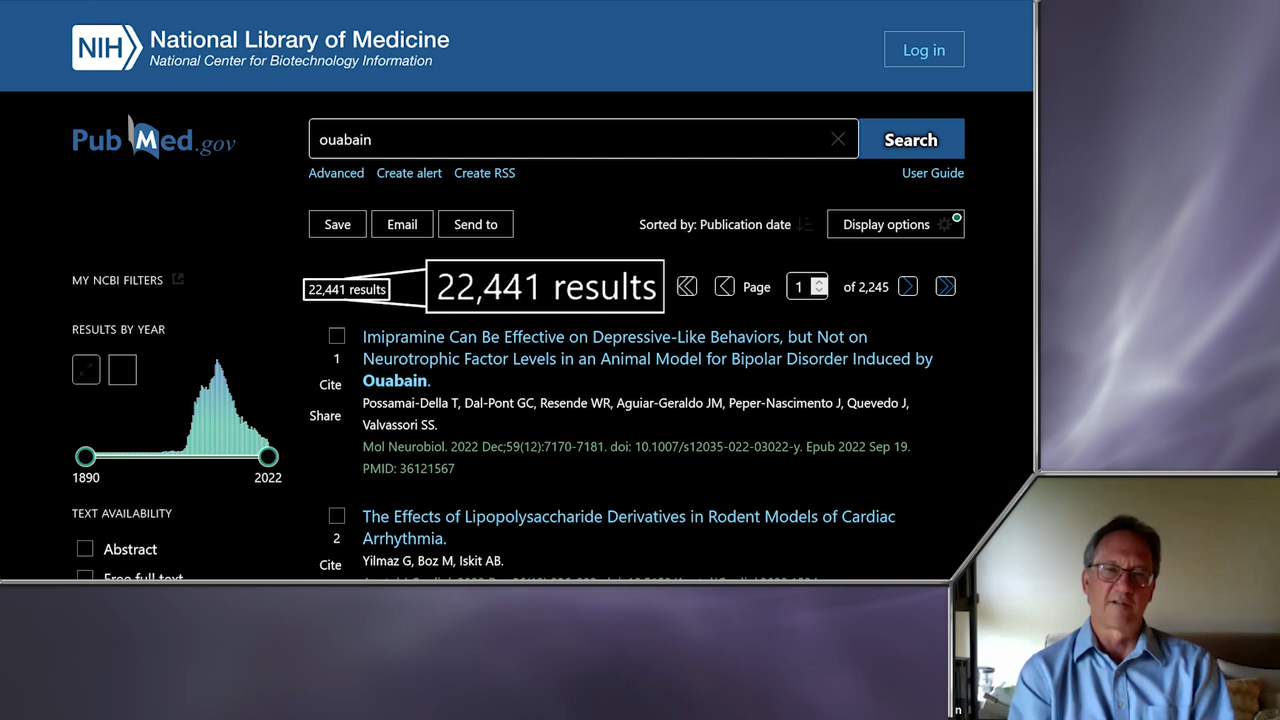 NIH National Library of Medicine
National Center for Biotechnology Information
Log in
PubMed.gov
ouabain
Search
Advanced Create alert Create RSS
User Guide
Save Email Send to
Sorted by: Publication date
Display options
MY NCBI FILTERS
22,441 results
22,441 results
Page 1 of 2,245
RESULTS BY YEAR
1890 2022
TEXT AVAILABILITY
Abstract
Free full text
1
Cite
Share
Imipramine Can Be Effective on Depressive-Like Behaviors, but Not on
Neurotrophic Factor Levels in an Animal Model for Bipolar Disorder Induced by
Ouabain.
Possamai-Della T, Dal-Pont GC, Resende WR, Aguiar-Geraldo JM, Peper-Nascimento J, Quevedo J,
Valvassori SS.
Mol Neurobiol. 2022 Dec;59(12):7170-7181. doi: 10.1007/s12035-022-03022-y. Epub 2022 Sep 19.
PMID: 36121567
2
Cite
The Effects of Lipopolysaccharide Derivatives in Rodent Models of Cardiac
Arrhythmia.
Yilmaz G, Boz M, Iskit AB.